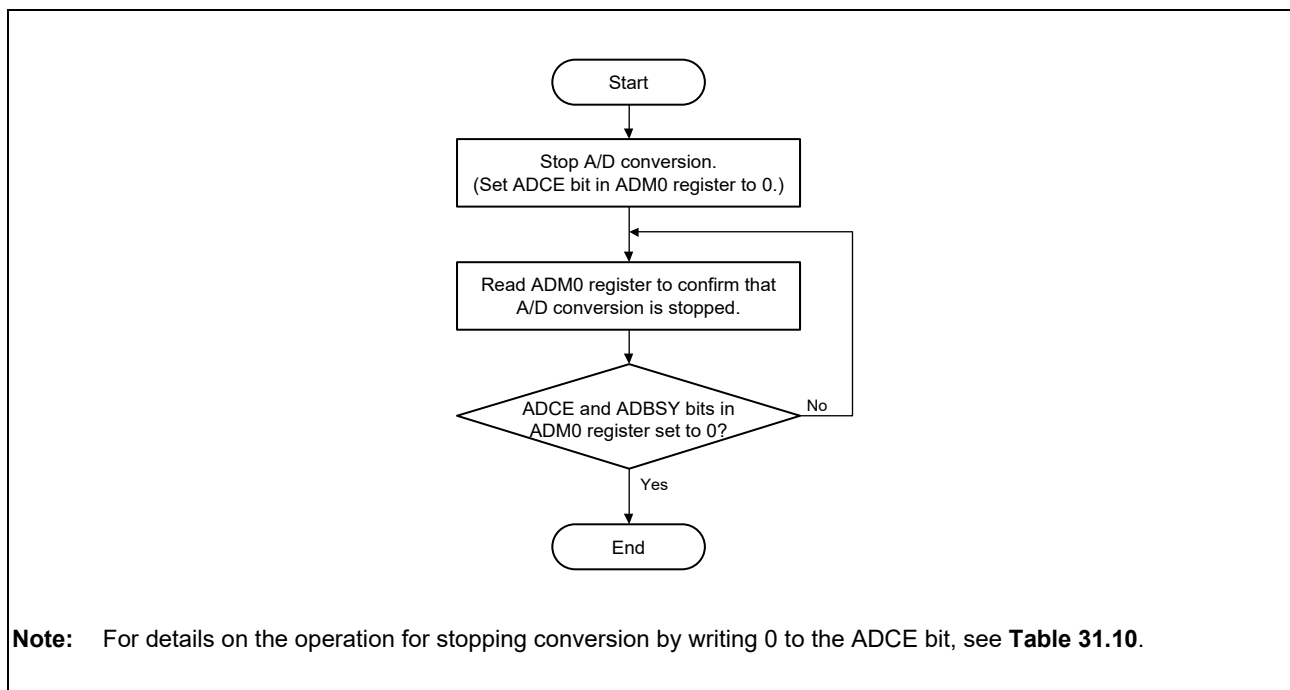 Start
Stop A/D conversion.
(Set ADCE bit in ADM0 register to 0.)
Read ADM0 register to confirm that
A/D conversion is stopped.
ADCE and ADBSY bits in
ADM0 register set to 0?
No
Yes
End
Note: For details on the operation for stopping conversion by writing 0 to the ADCE bit, see Table 31.10.